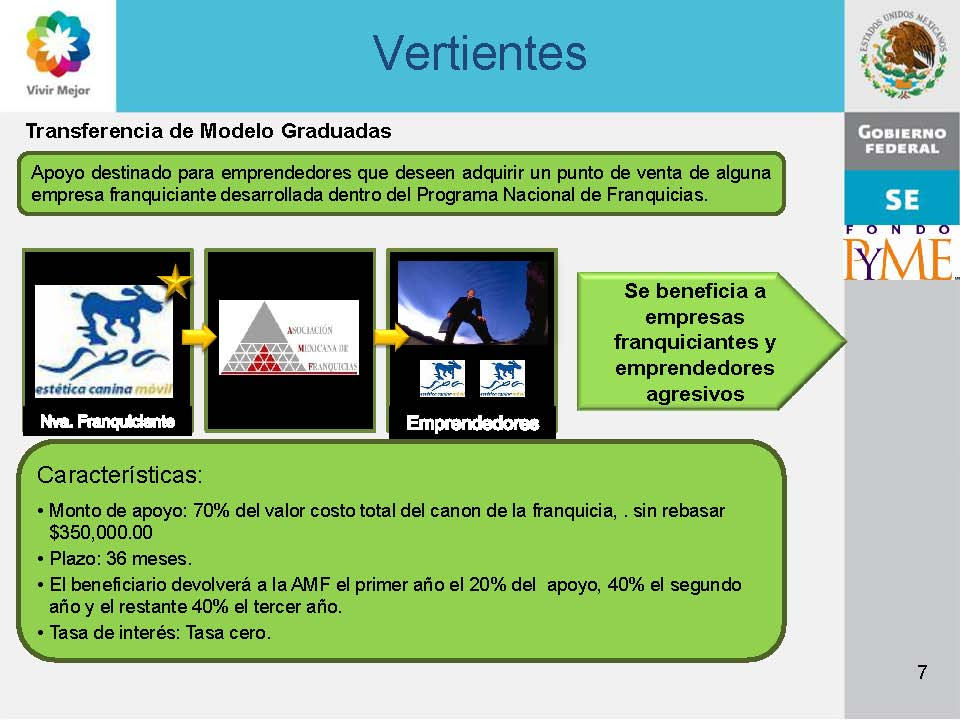 Vivir Mejor
Vertientes
ESTADOS UNIDOS MEXICANOS
GOBIERNO
FEDERAL
SE
FONDO
PYME
Transferencia de Modelo Graduadas
Apoyo destinado para emprendedores que deseen adquirir un punto de venta de alguna
empresa franquiciante desarrollada dentro del Programa Nacional de Franquicias.
spa
estética canina móvil
Nva. Franquiciante
ASOCIACIÓN
MEXICANA DE
FRANQUICIAS
Emprendedores
Se beneficia a
empresas
franquiciantes y
emprendedores
agresivos
Características:
• Monto de apoyo: 70% del valor costo total del canon de la franquicia, . sin rebasar
$350,000.00
• Plazo: 36 meses.
• El beneficiario devolverá a la AMF el primer año el 20% del  apoyo, 40% el segundo
año y el restante 40% el tercer año.
• Tasa de interés: Tasa cero.
7